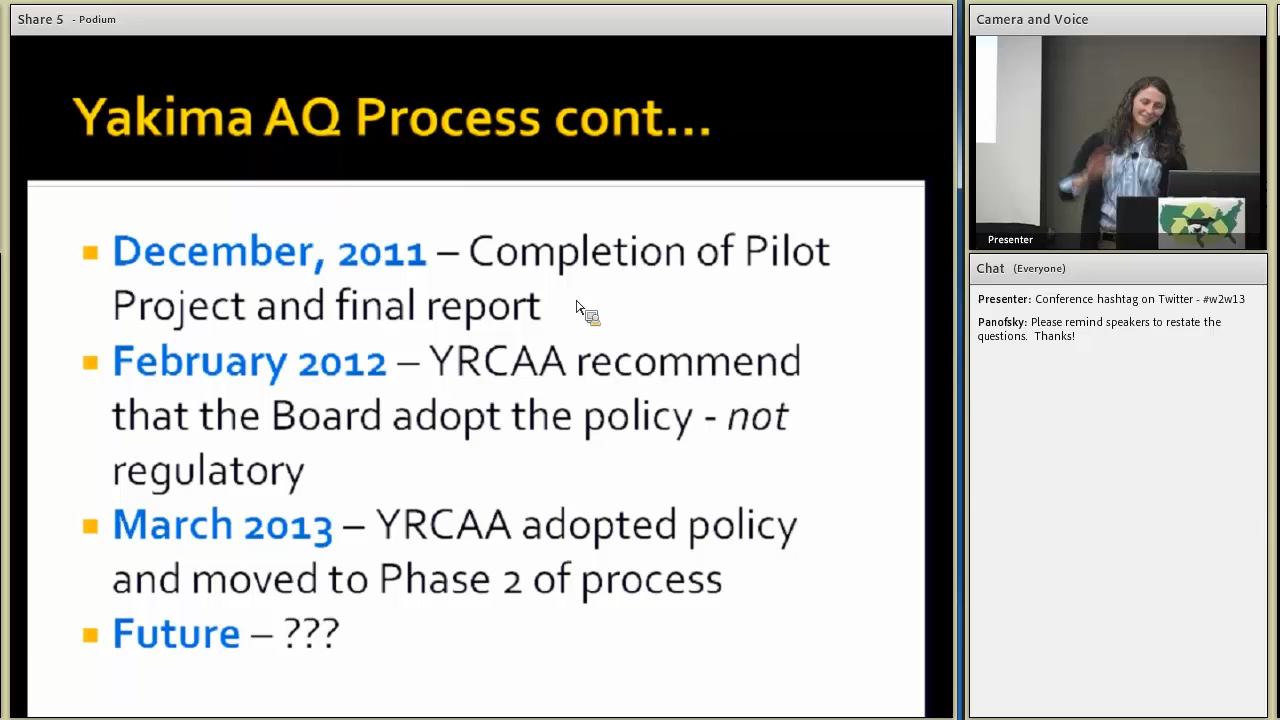 Share 5 - Podium
Yakima AQ Process cont...
December, 2011 – Completion of Pilot
Project and final report
February 2012 – YRCAA recommend
that the Board adopt the policy - not
regulatory
March 2013 – YRCAA adopted policy
and moved to Phase 2 of process
Future – ???
Camera and Voice
Presenter
Chat (Everyone)
Presenter: Conference hashtag on Twitter - #w2w13
Panofsky: Please remind speakers to restate the
questions. Thanks!